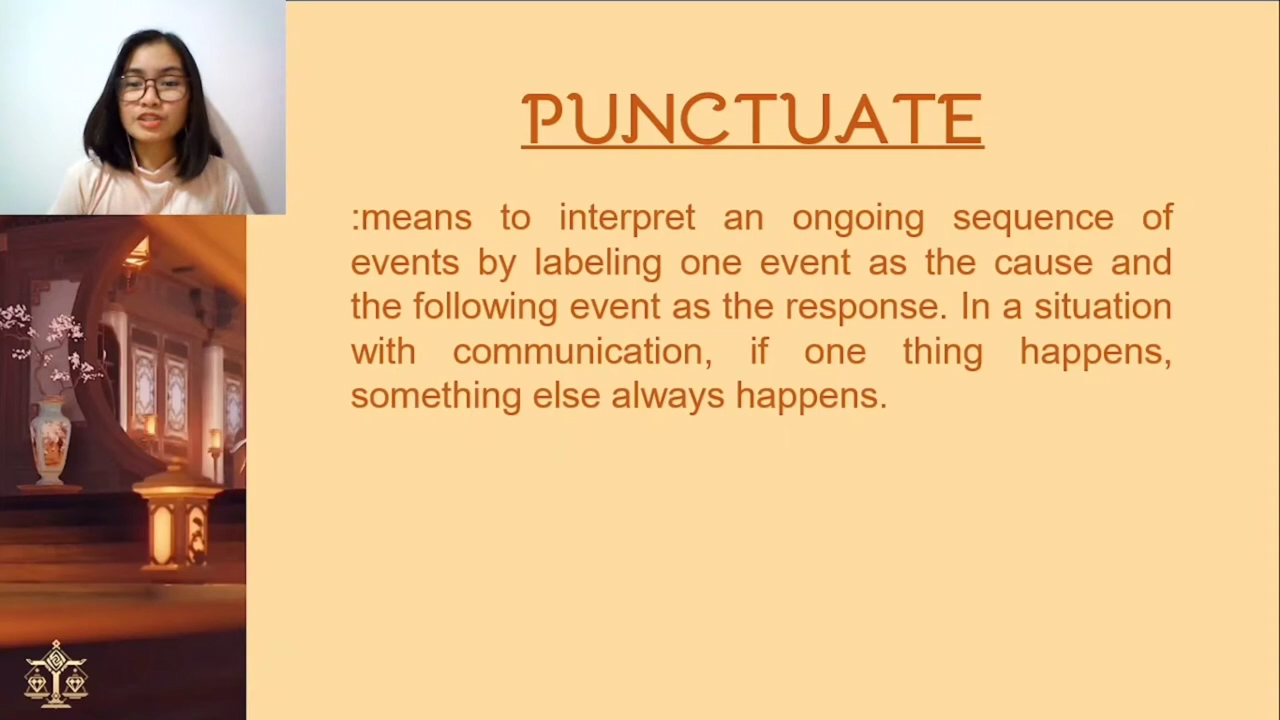 PUNCTUATE
:means to interpret an ongoing sequence of
events by labeling one event as the cause and
the following event as the response. In a situation
with communication, if one thing happens,
something else always happens.